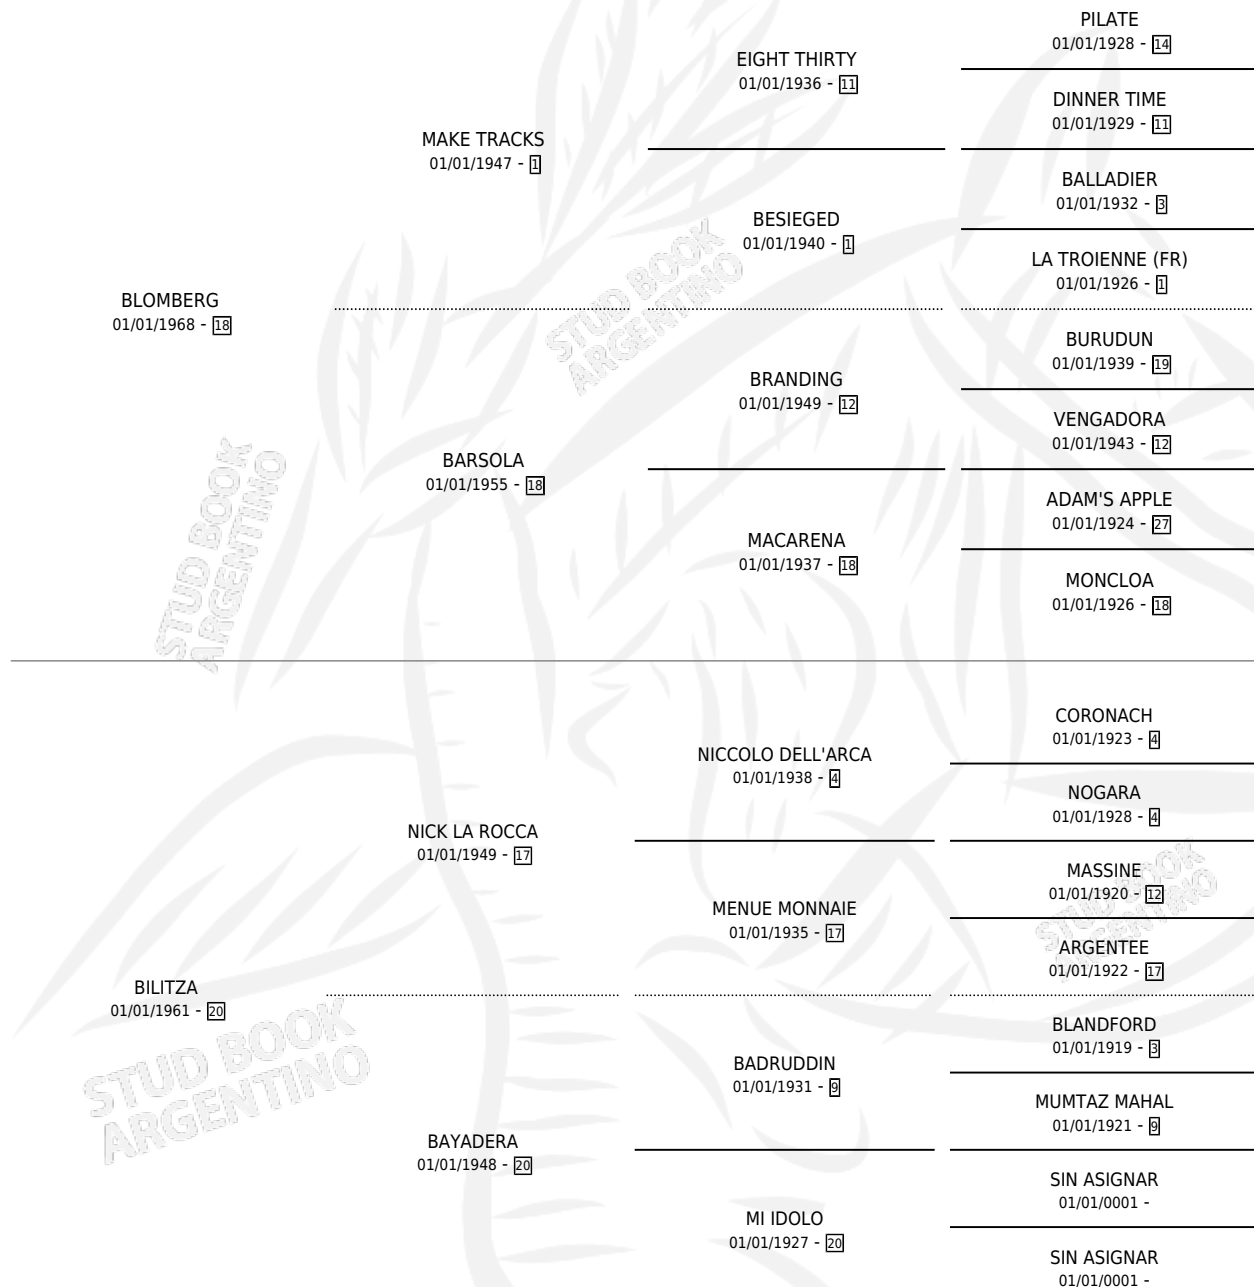 BLOMBERG
01/01/1968 - 18
MAKE TRACKS
01/01/1947 - 1
EIGHT THIRTY
01/01/1936 - 11
PILATE
01/01/1928 - 14
DINNER TIME
01/01/1929 - 11
BESIEGED
01/01/1940 - 1
BALLADIER
01/01/1932 - 3
LA TROIENNE (FR)
01/01/1926 - 1
BARSOLA
01/01/1955 - 18
BRANDING
01/01/1949 - 12
BURUDUN
01/01/1939 - 19
VENGADORA
01/01/1943 - 12
MACARENA
01/01/1937 - 18
ADAM'S APPLE
01/01/1924 - 27
MONCLOA
01/01/1926 - 18
BILITZA
01/01/1961 - 20
NICK LA ROCCA
01/01/1949 - 17
NICCOLO DELL'ARCA
01/01/1938 - 4
CORONACH
01/01/1923 - 4
NOGARA
01/01/1928 - 4
MENUE MONNAIE
01/01/1935 - 17
MASSINE
01/01/1920 - 12
ARGENTEE
01/01/1922 - 17
BAYADERA
01/01/1948 - 20
BADRUDDIN
01/01/1931 - 9
BLANDFORD
01/01/1919 - 3
MUMTAZ MAHAL
01/01/1921 - 9
MI IDOLO
01/01/1927 - 20
SIN ASIGNAR
01/01/0001 -
SIN ASIGNAR
01/01/0001 -
STUD BOOK
ARGENTINO
STUD BOOK
ARGENTINO
STUD BOOK
ARGENTINO
STUD BOOK
ARGENTINO